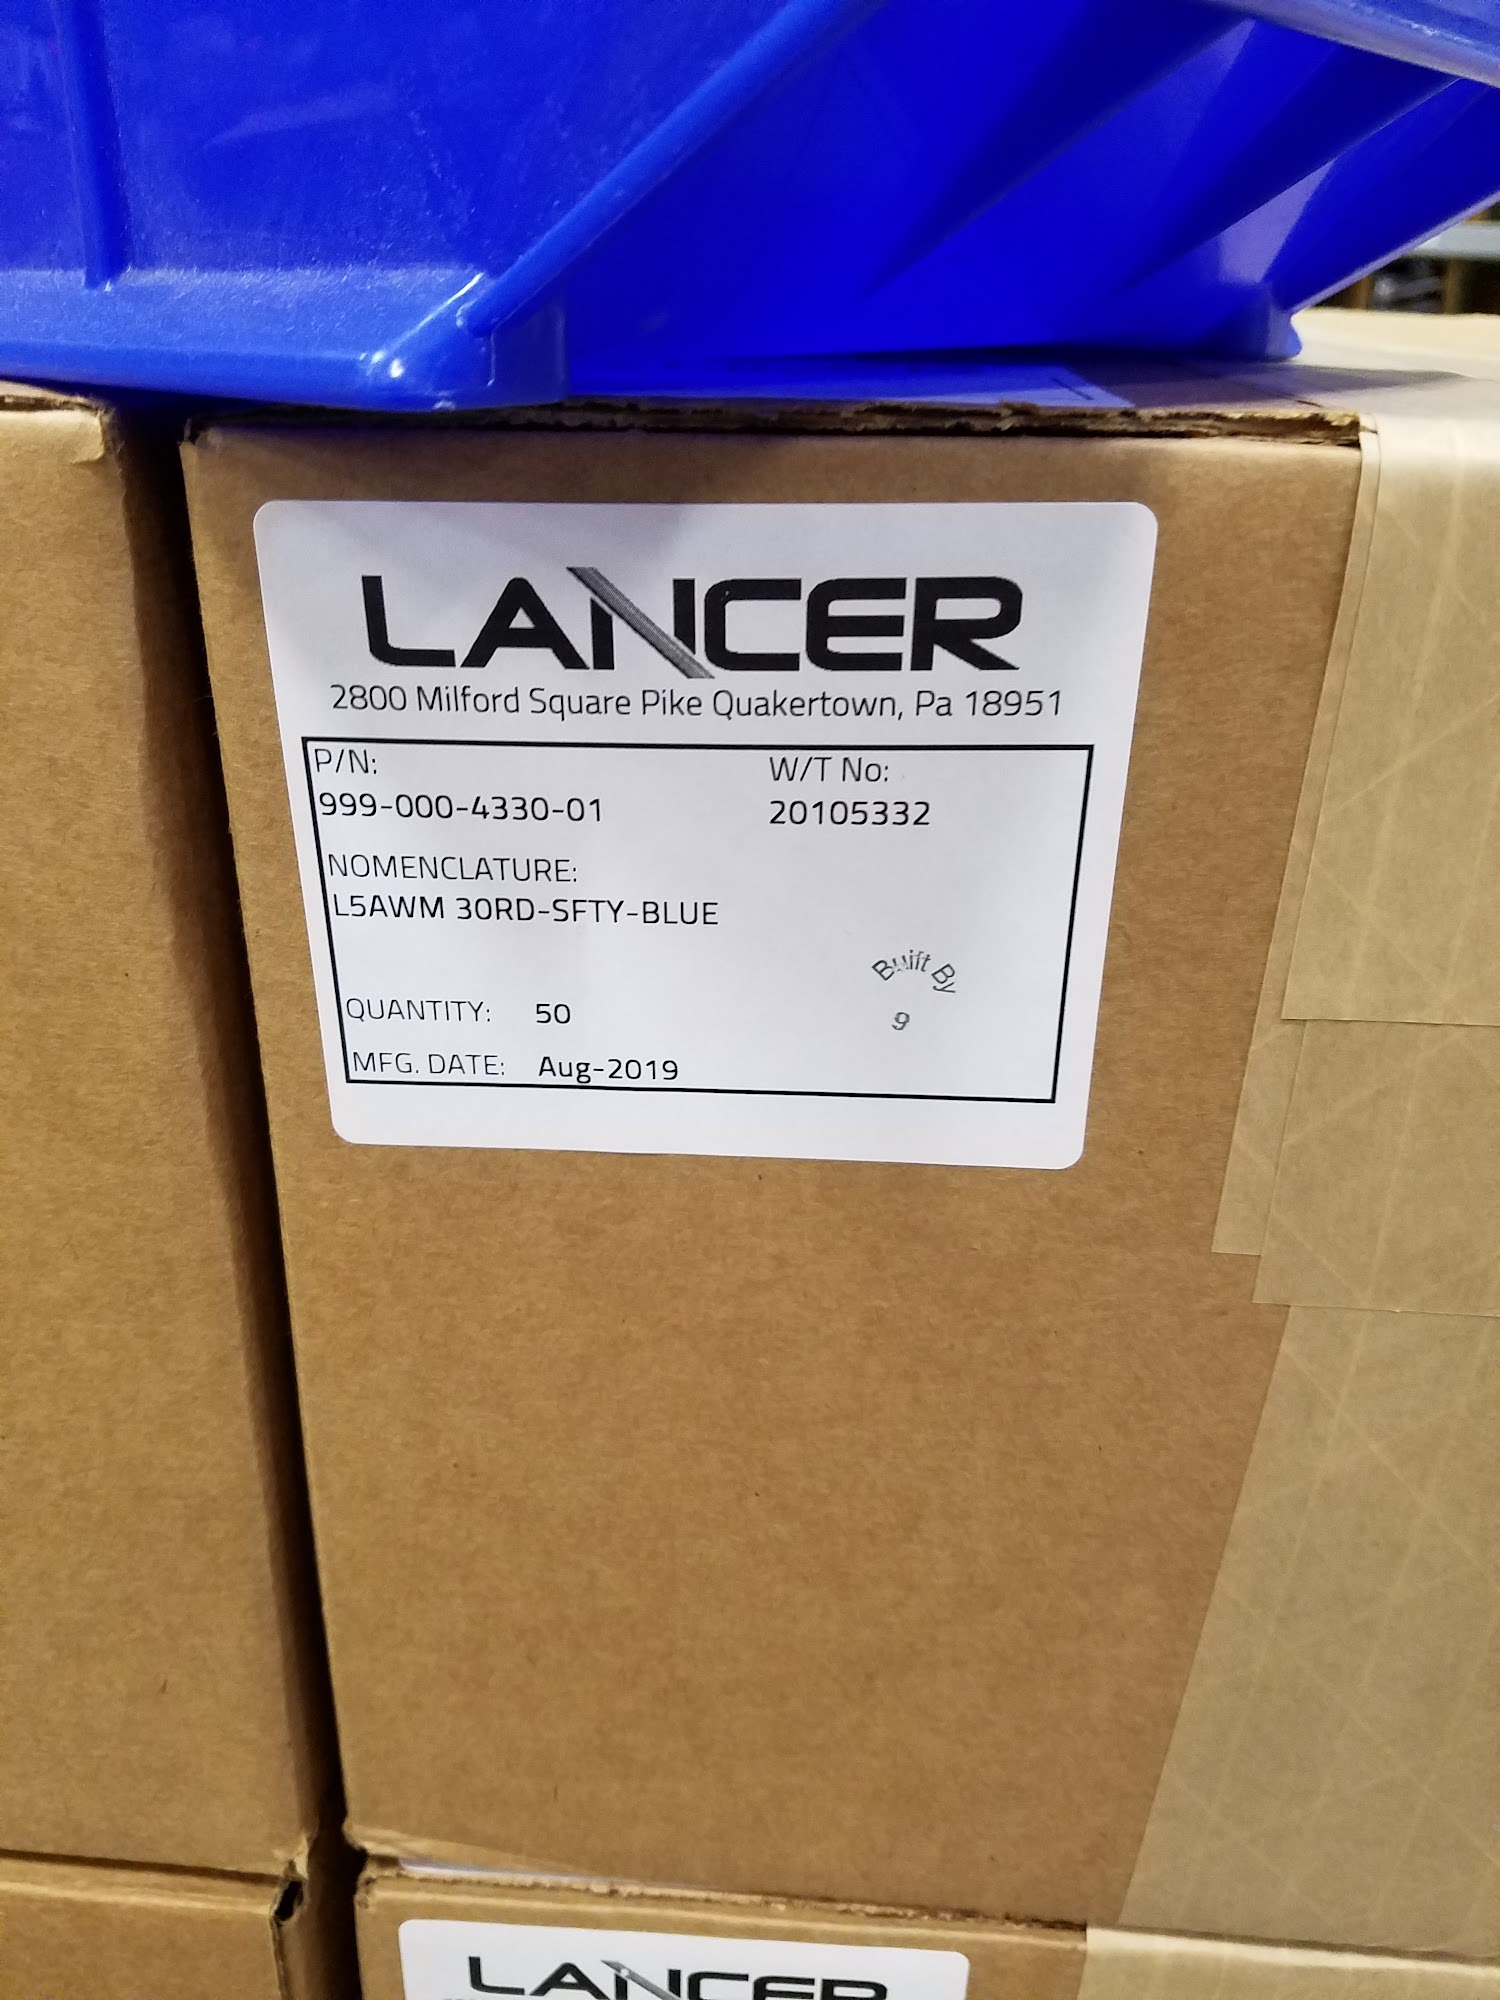 LANCER
2800 Milford Square Pike Quakertown, Pa 18951
P/N:
999-000-4330-01
W/T No:
20105332
NOMENCLATURE:
L5AWM 30RD-SFTY-BLUE
Built By
9
QUANTITY: 50
MFG. DATE: Aug-2019
LANCER